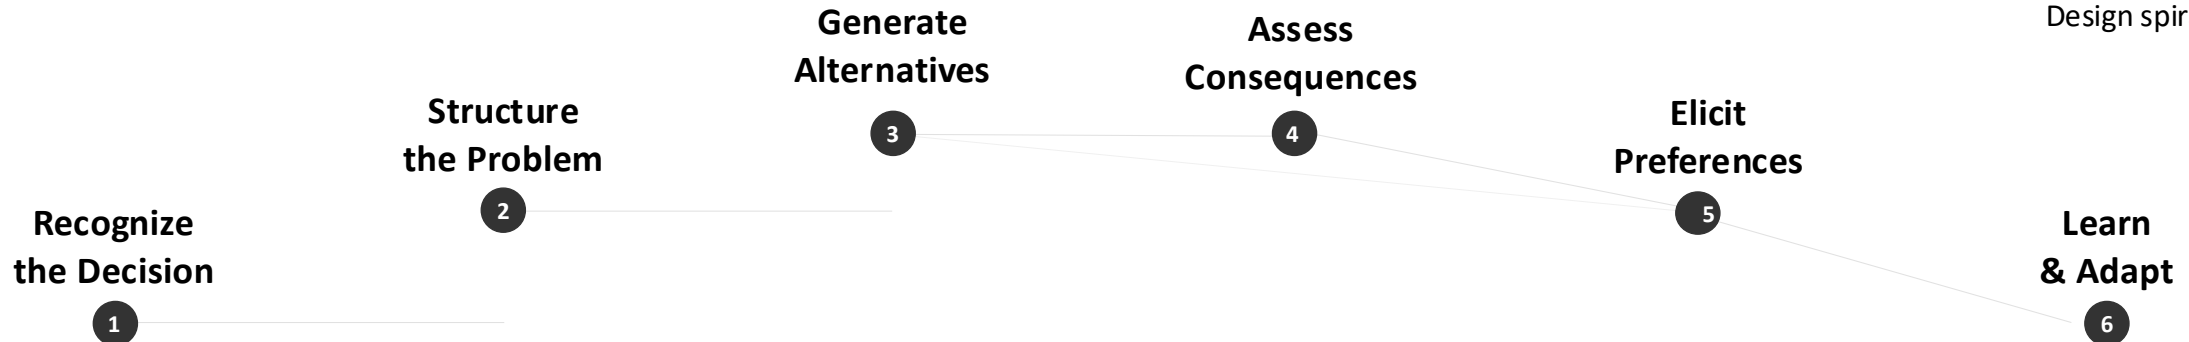 Recognize
the Decision
1
Structure
the Problem
2
Generate
Alternatives
3
Assess
Consequences
4
Elicit
Preferences
5
Learn
& Adapt
6
Design spir